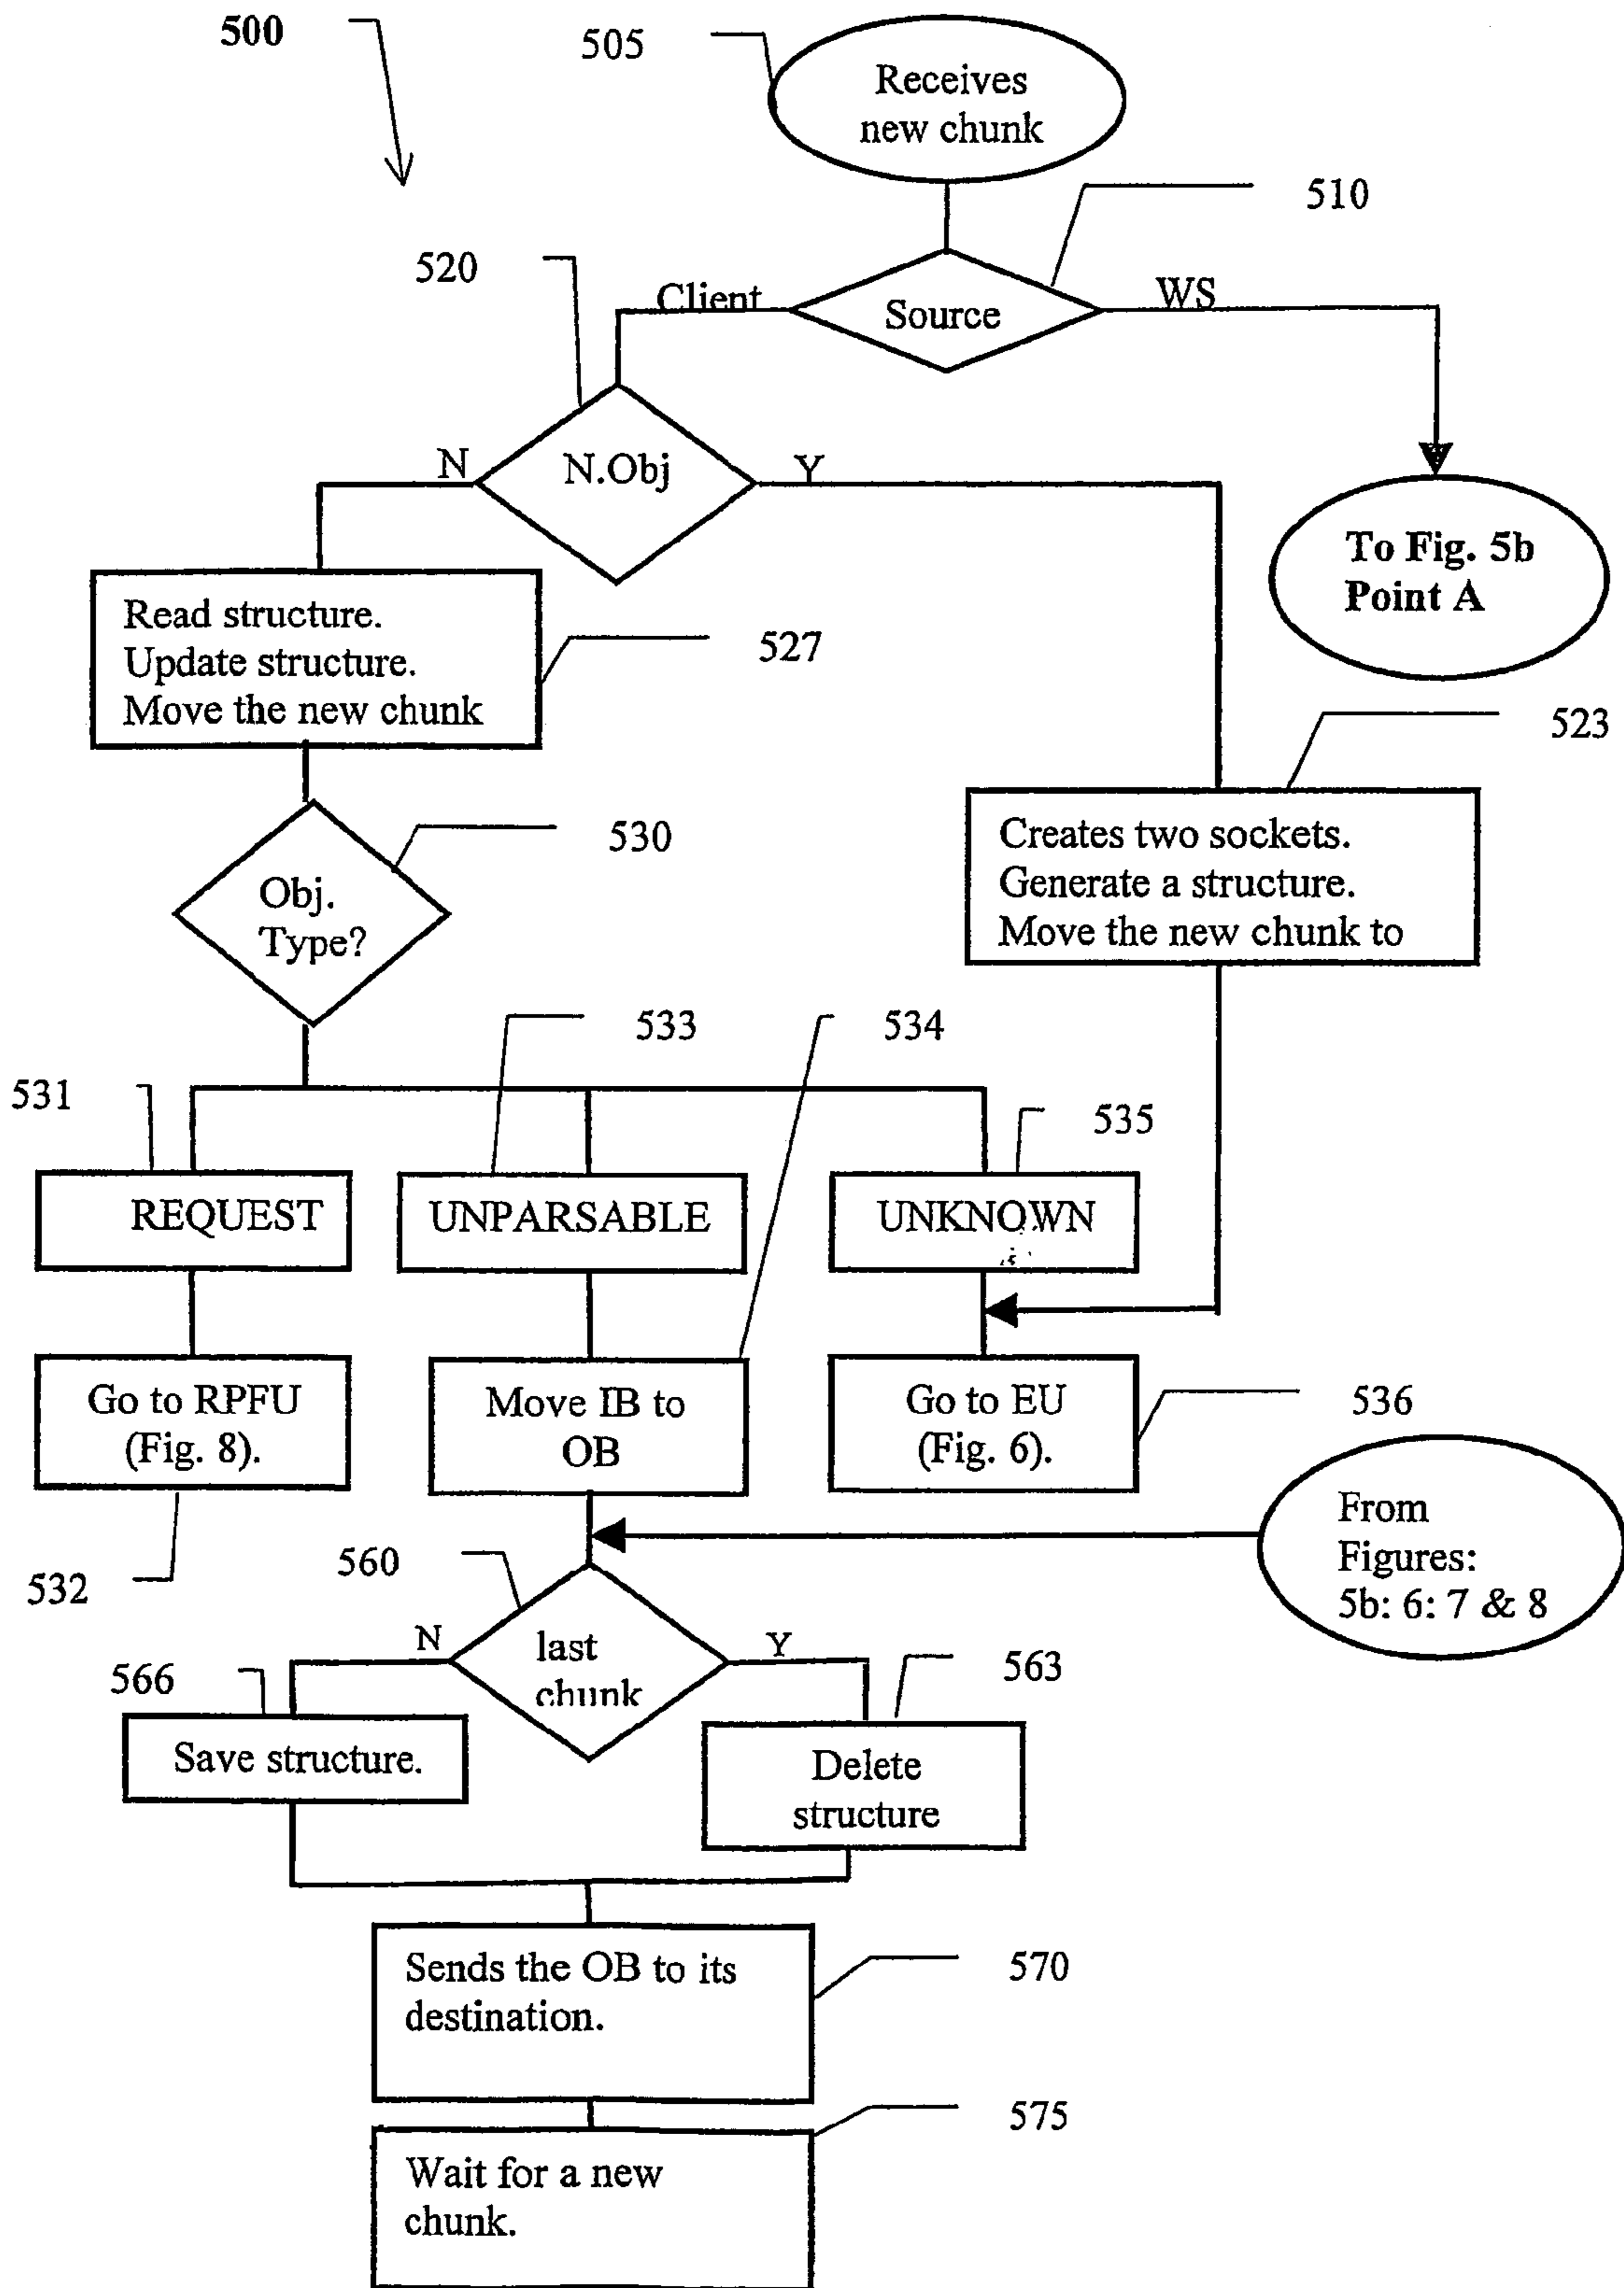 500
505
Receives
new chunk
510
520
Client
Source
WS
N
N.Obj
Y
To Fig. 5b
Point A
Read structure.
Update structure.
Move the new chunk
527
523
530
Obj.
Type?
Creates two sockets.
Generate a structure.
Move the new chunk to
531
533
534
535
REQUEST
UNPARSABLE
UNKNOWN
Go to RPFU
(Fig. 8).
Move IB to
OB
Go to EU
(Fig. 6).
536
532
From
Figures:
5b: 6: 7 & 8
560
N
last
chunk
Y
566
563
Save structure.
Delete
structure
Sends the OB to its
destination.
570
575
Wait for a new
chunk.